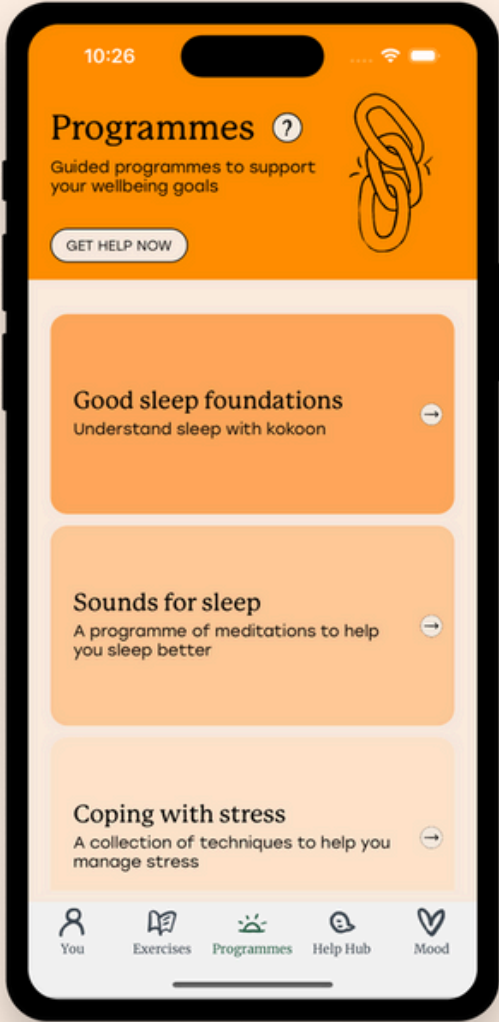 10:26
Programmes ?
Guided programmes to support
your wellbeing goals
GET HELP NOW
Good sleep foundations
Understand sleep with kokoon
Sounds for sleep
A programme of meditations to help
you sleep better
Coping with stress
A collection of techniques to help you
manage stress
You Exercises Programmes Help Hub Mood